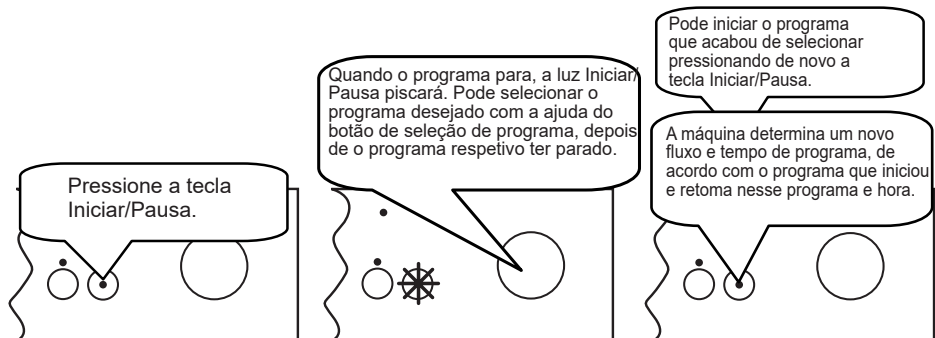 Pressione a tecla
Iniciar/Pausa.
Quando o programa para, a luz Iniciar/
Pausa piscará. Pode selecionar o
programa desejado com a ajuda do
botão de seleção de programa, depois
de o programa respetivo ter parado.
Pode iniciar o programa
que acabou de selecionar
pressionando de novo a
tecla Iniciar/Pausa.
A máquina determina um novo
fluxo e tempo de programa, de
acordo com o programa que iniciou
e retoma nesse programa e hora.